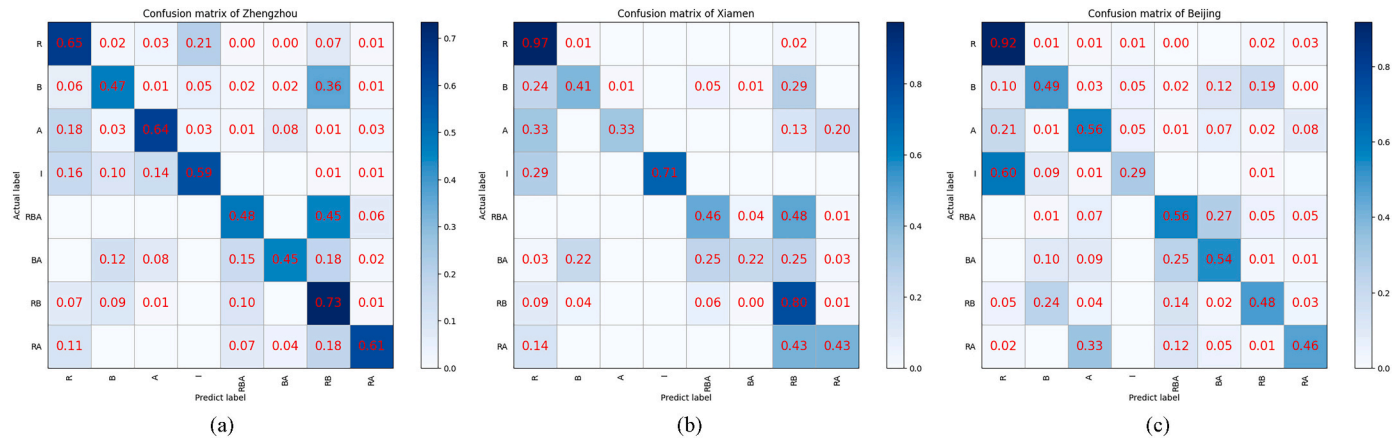 Confusion matrix of Zhengzhou
R 0.65 0.02 0.03 0.21 0.00 0.00 0.07 0.01
B 0.06 0.47 0.01 0.05 0.02 0.02 0.36 0.01
A 0.18 0.03 0.64 0.03 0.01 0.08 0.01 0.03
I 0.16 0.10 0.14 0.01 0.01
RBA 0.48 0.45 0.06
BA 0.12 0.08 0.15 0.45 0.18 0.02
RB 0.07 0.09 0.01 0.10 0.73 0.01
RA 0.11 0.07 0.04 0.18 0.61
R B A I RBA BA RB RA
Actual label
Predict label
0.7
0.6
0.5
0.4
0.3
0.2
0.1
0.0
(a)
Confusion matrix of Xiamen
R 0.97 0.01 0.02
B 0.24 0.41 0.01 0.05 0.01 0.29
A 0.33 0.33 0.13 0.20
I 0.29 0.71
RBA 0.46 0.04 0.48 0.01
BA 0.03 0.22 0.25 0.22 0.25 0.03
RB 0.09 0.04 0.06 0.00 0.80 0.01
RA 0.14 0.43 0.43
R B A I RBA BA RB RA
Actual label
Predict label
0.8
0.6
0.4
0.2
0.0
(b)
Confusion matrix of Beijing
R 0.92 0.01 0.01 0.01 0.00 0.02 0.03
B 0.10 0.49 0.03 0.05 0.02 0.12 0.19 0.00
A 0.21 0.01 0.56 0.05 0.01 0.07 0.02 0.08
I 0.60 0.09 0.01 0.29 0.01
RBA 0.01 0.07 0.56 0.27 0.05 0.05
BA 0.10 0.09 0.25 0.54 0.01 0.01
RB 0.05 0.24 0.04 0.14 0.02 0.48 0.03
RA 0.02 0.33 0.12 0.05 0.01 0.46
R B A I RBA BA RB RA
Actual label
Predict label
0.8
0.6
0.4
0.2
0.0
(c)